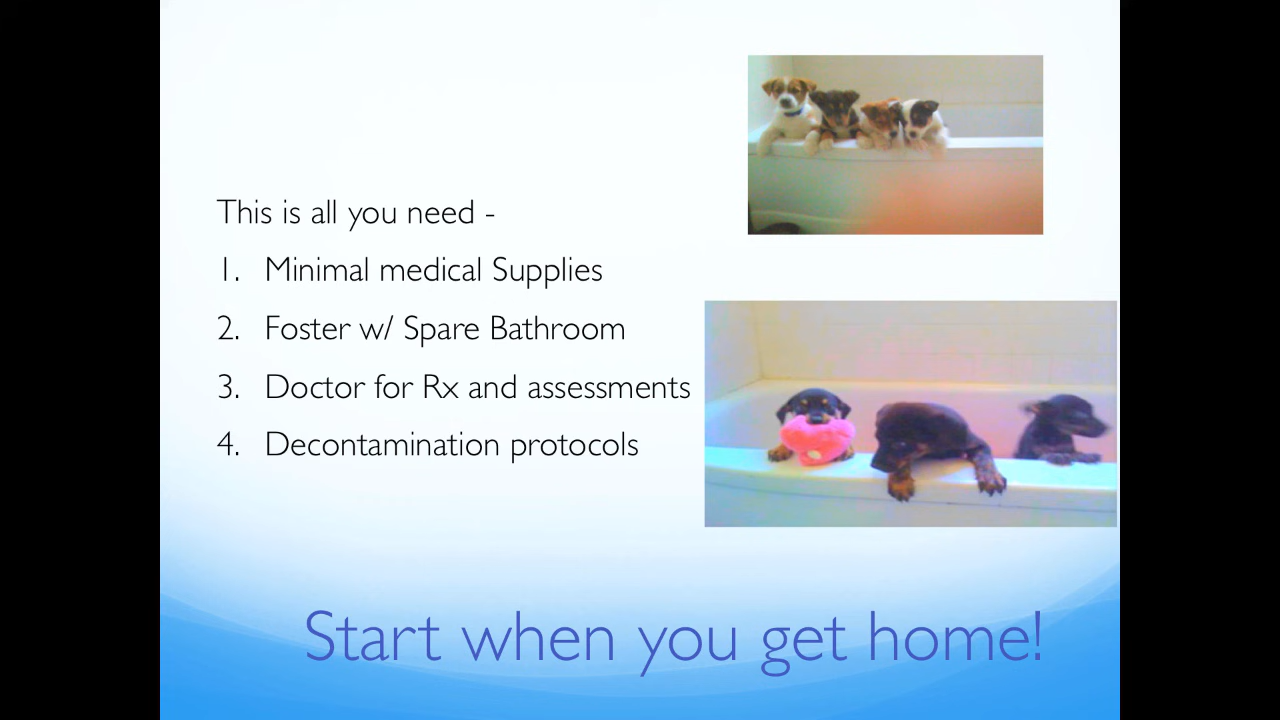 This is all you need -
1. Minimal medical Supplies
2. Foster w/ Spare Bathroom
3. Doctor for Rx and assessments
4. Decontamination protocols
Start when you get home!